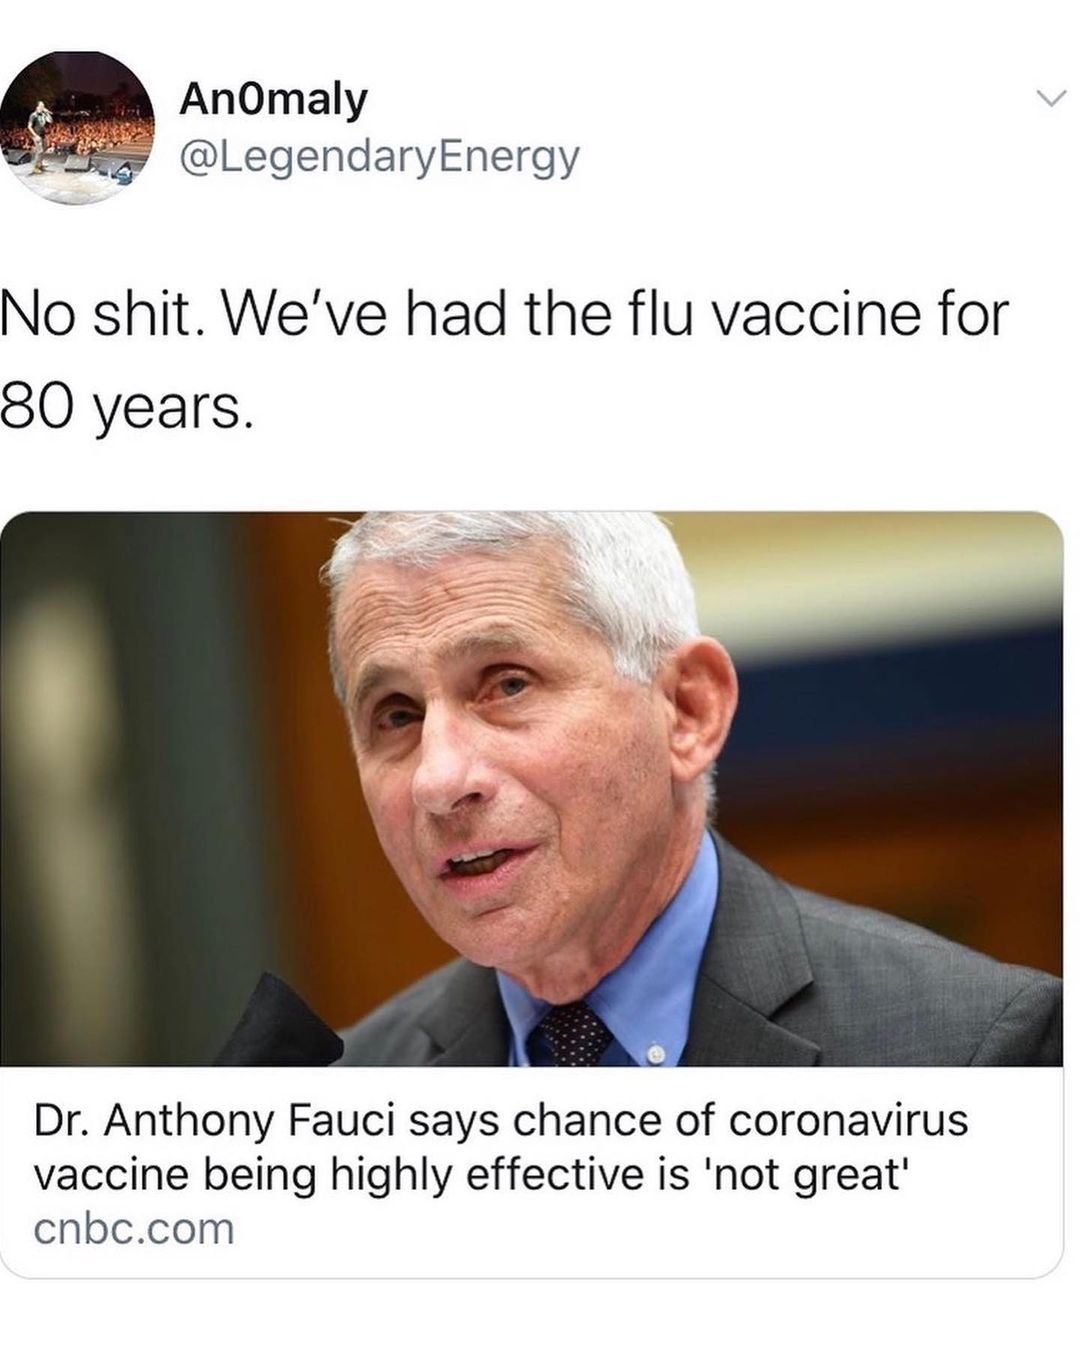 An0maly
@LegendaryEnergy
No shit. We've had the flu vaccine for
80 years.
Dr. Anthony Fauci says chance of coronavirus
vaccine being highly effective is 'not great'
cnbc.com